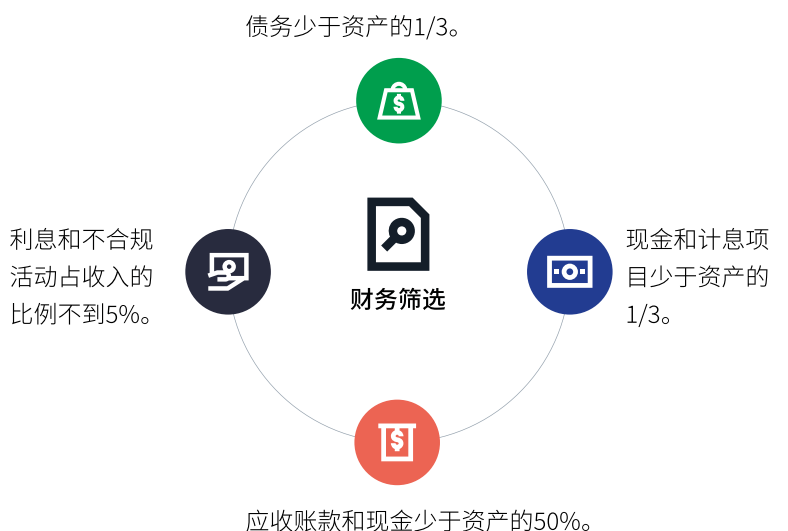 债务少于资产的1/3。
利息和不合规
活动占收入的
比例不到5%。
财务筛选
现金和计息项
目少于资产的
1/3。
应收账款和现金少于资产的50%。